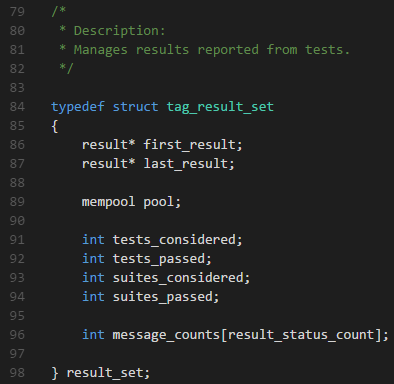 79 /*
80  * Description:
81  * Manages results reported from tests.
82  */
83
84 typedef struct tag_result_set
85 {
86     result* first_result;
87     result* last_result;
88
89     mempool pool;
90
91     int tests_considered;
92     int tests_passed;
93     int suites_considered;
94     int suites_passed;
95
96     int message_counts[result_status_count];
97
98 } result_set;